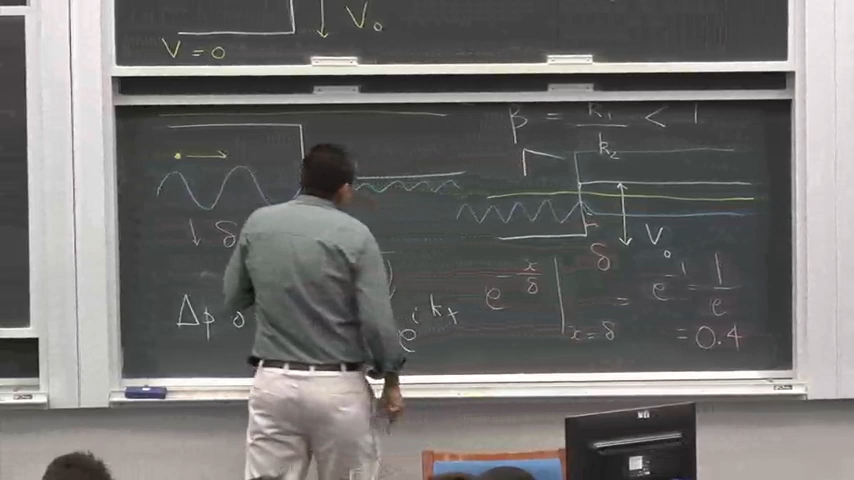 V = 0
V₀
β = k₁/k₂ < 1
↓ δ
V₀
δ
Δp
e^{ikx}
e^{-x/δ} |_{x=δ} = e^{-1} = 1/e
= 0.4